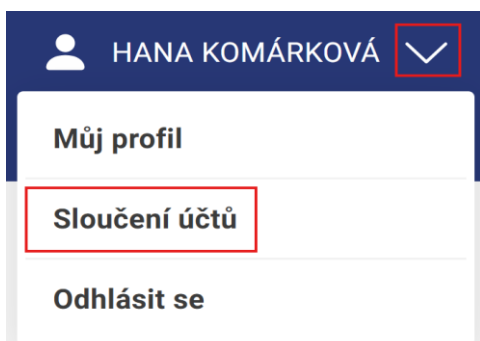 HANA KOMÁRKOVÁ
Můj profil
Sloučení účtů
Odhlásit se